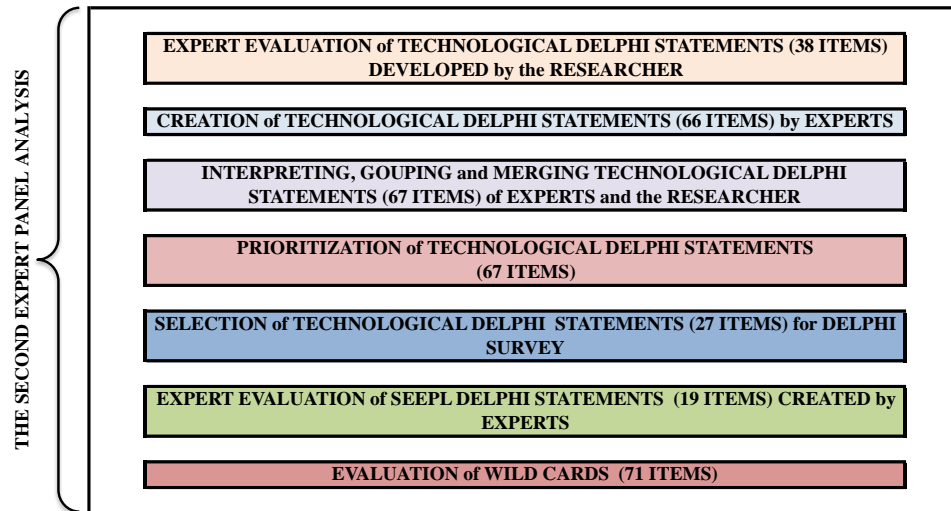 THE SECOND EXPERT PANEL ANALYSIS
EXPERT EVALUATION of TECHNOLOGICAL DELPHI STATEMENTS (38 ITEMS)
DEVELOPED by the RESEARCHER
CREATION of TECHNOLOGICAL DELPHI STATEMENTS (66 ITEMS) by EXPERTS
INTERPRETING, GOUPING and MERGING TECHNOLOGICAL DELPHI
STATEMENTS (67 ITEMS) of EXPERTS and the RESEARCHER
PRIORITIZATION of TECHNOLOGICAL DELPHI STATEMENTS
(67 ITEMS)
SELECTION of TECHNOLOGICAL DELPHI STATEMENTS (27 ITEMS) for DELPHI
SURVEY
EXPERT EVALUATION of SEEPL DELPHI STATEMENTS (19 ITEMS) CREATED by
EXPERTS
EVALUATION of WILD CARDS (71 ITEMS)